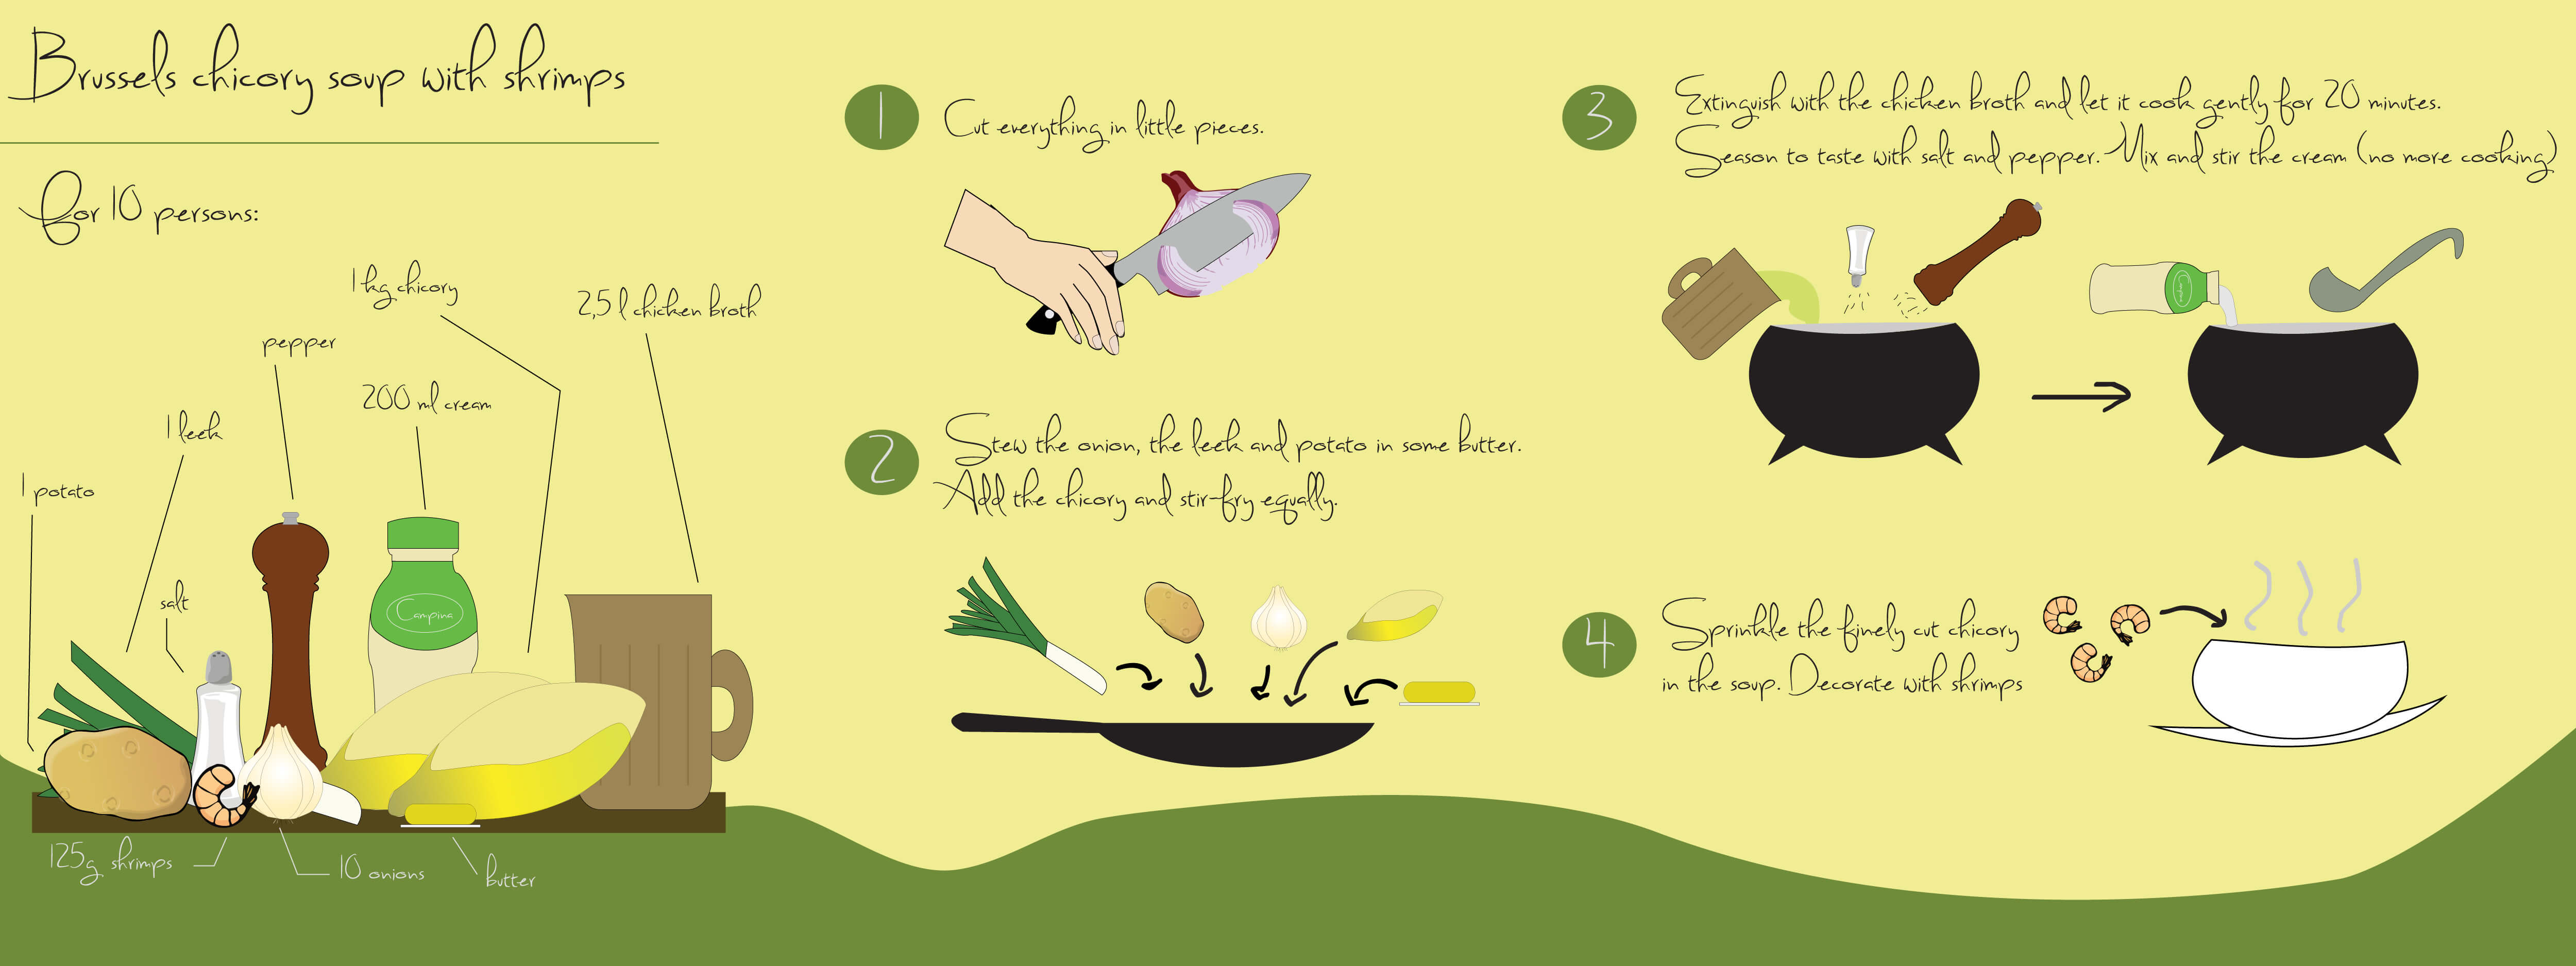 Brussels chicory soup with shrimps
for 10 persons:
1 kg chicory
2,5 l chicken broth
pepper
200 ml cream
1 leek
1 potato
salt
Campina
125g shrimps
10 onions
butter
1
Cut everything in little pieces.
2
Stew the onion, the leek and potato in some butter.
Add the chicory and stir-fry equally.
3
Extinguish with the chicken broth and let it cook gently for 20 minutes.
Season to taste with salt and pepper. Mix and stir the cream (no more cooking)
Campina
4
Sprinkle the finely cut chicory
in the soup. Decorate with shrimps